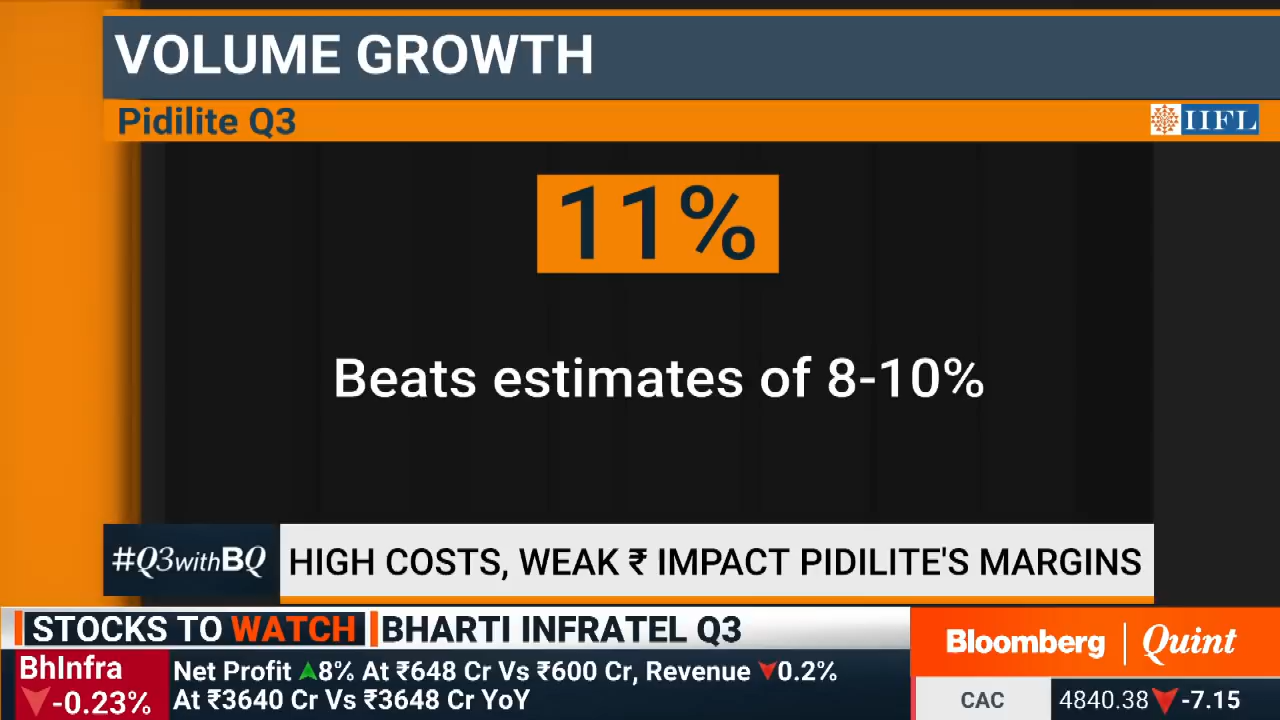 VOLUME GROWTH
Pidilite Q3
IIFL
11%
Beats estimates of 8-10%
#Q3withBQ
HIGH COSTS, WEAK ₹ IMPACT PIDILITE'S MARGINS
STOCKS TO WATCH
BHARTI INFRATEL Q3
Bloomberg | Quint
BhInfra
-0.23%
Net Profit ▲8% At ₹648 Cr Vs ₹600 Cr, Revenue ▼0.2%
At ₹3640 Cr Vs ₹3648 Cr YoY
CAC
4840.38 ▼-7.15